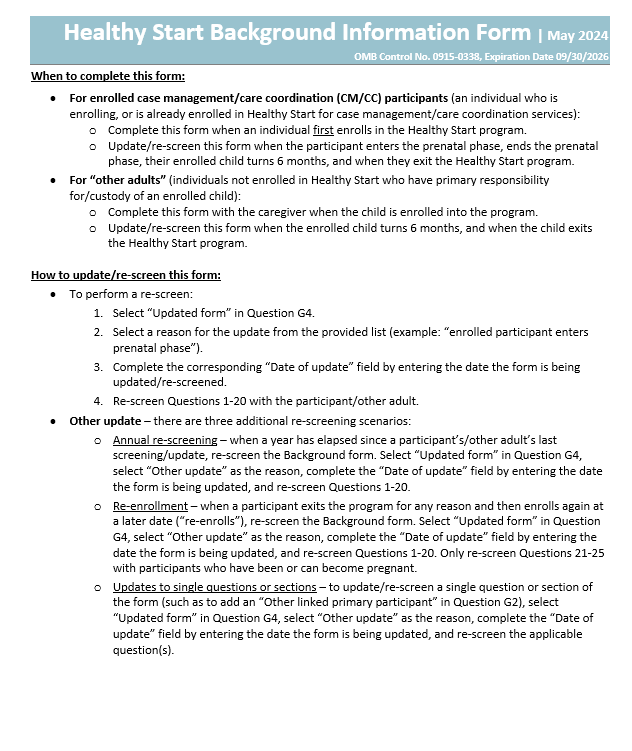 Healthy Start Background Information Form | May 2024
OMB Control No. 0915-0338, Expiration Date 09/30/2026
When to complete this form:
• For enrolled case management/care coordination (CM/CC) participants (an individual who is
enrolling, or is already enrolled in Healthy Start for case management/care coordination services):
o Complete this form when an individual first enrolls in the Healthy Start program.
o Update/re-screen this form when the participant enters the prenatal phase, ends the prenatal
phase, their enrolled child turns 6 months, and when they exit the Healthy Start program.
• For “other adults” (individuals not enrolled in Healthy Start who have primary responsibility
for/custody of an enrolled child):
o Complete this form with the caregiver when the child is enrolled into the program.
o Update/re-screen this form when the enrolled child turns 6 months, and when the child exits
the Healthy Start program.
How to update/re-screen this form:
• To perform a re-screen:
1. Select “Updated form” in Question G4.
2. Select a reason for the update from the provided list (example: “enrolled participant enters
prenatal phase”).
3. Complete the corresponding “Date of update” field by entering the date the form is being
updated/re-screened.
4. Re-screen Questions 1-20 with the participant/other adult.
• Other update – there are three additional re-screening scenarios:
o Annual re-screening – when a year has elapsed since a participant’s/other adult’s last
screening/update, re-screen the Background form. Select “Updated form” in Question G4,
select “Other update” as the reason, complete the “Date of update” field by entering the date
the form is being updated, and re-screen Questions 1-20.
o Re-enrollment – when a participant exits the program for any reason and then enrolls again at
a later date (“re-enrolls”), re-screen the Background form. Select “Updated form” in Question
G4, select “Other update” as the reason, complete the “Date of update” field by entering the
date the form is being updated, and re-screen Questions 1-20. Only re-screen Questions 21-25
with participants who have been or can become pregnant.
o Updates to single questions or sections – to update/re-screen a single question or section of
the form (such as to add an “Other linked primary participant” in Question G2), select
“Updated form” in Question G4, select “Other update” as the reason, complete the “Date of
update” field by entering the date the form is being updated, and re-screen the applicable
question(s).